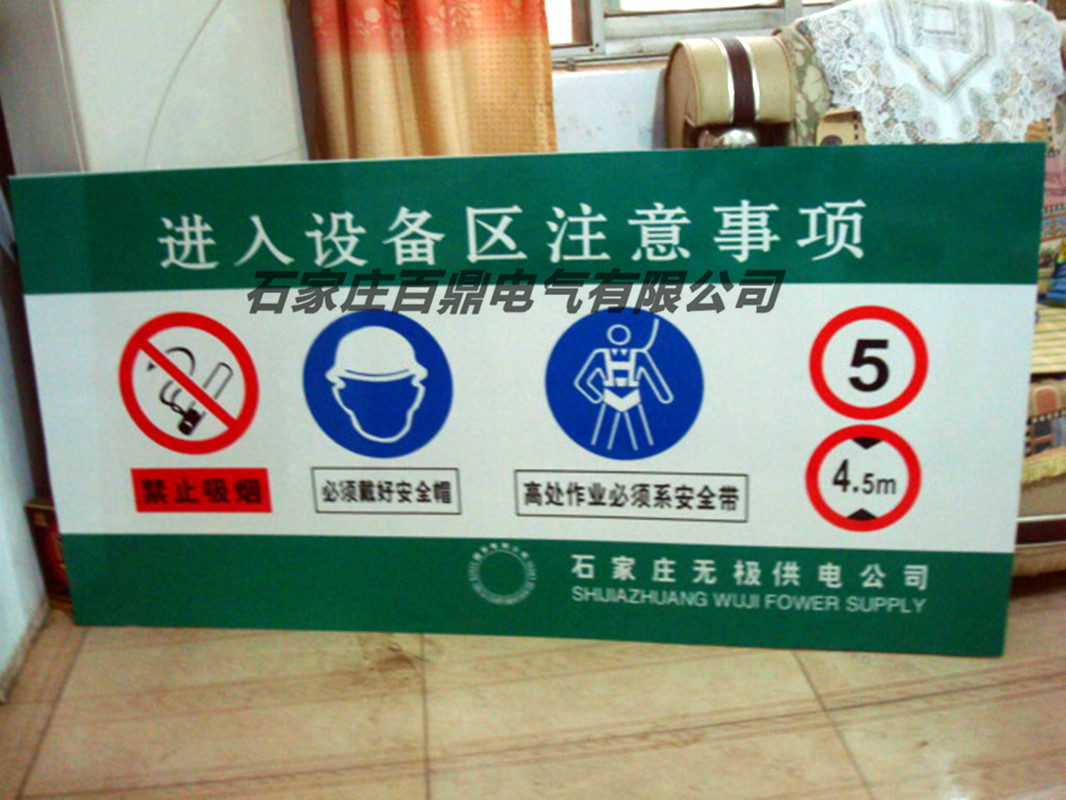 进入设备区注意事项
石家庄百鼎电气有限公司
禁止吸烟
必须戴好安全帽
高处作业必须系安全带
5
4.5m
石家庄无极供电公司
SHIJIAZHUANG WUJI FOWER SUPPLY